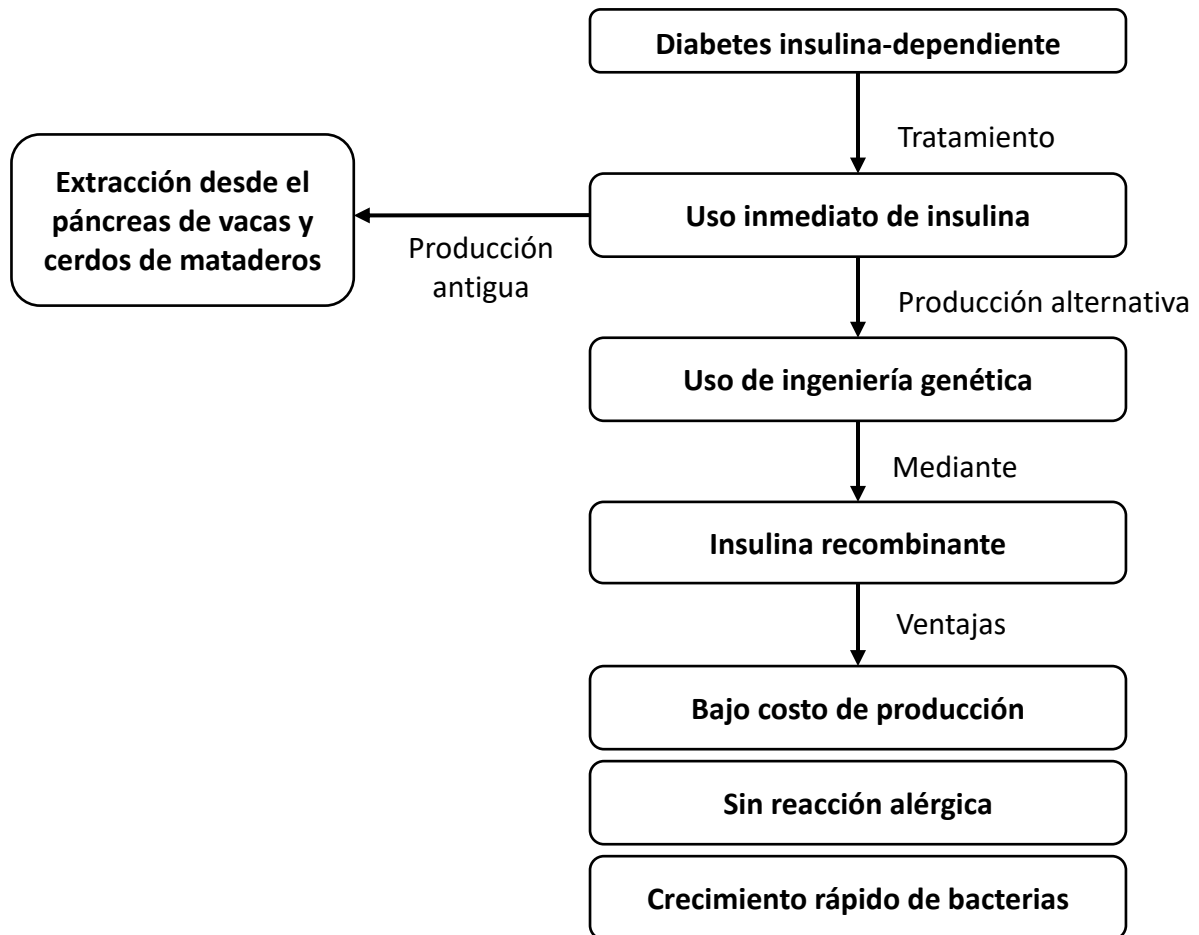 Diabetes insulina-dependiente
Tratamiento
Extracción desde el
páncreas de vacas y
cerdos de mataderos
Producción
antigua
Uso inmediato de insulina
Producción alternativa
Uso de ingeniería genética
Mediante
Insulina recombinante
Ventajas
Bajo costo de producción
Sin reacción alérgica
Crecimiento rápido de bacterias